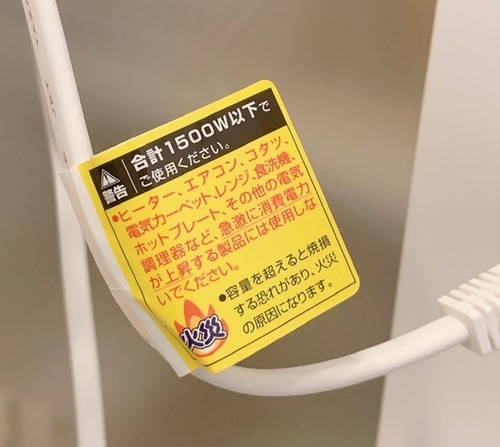 警告
合計1500W以下で
ご使用ください。
●ヒーター、エアコン、コタツ、
電気カーペット、レンジ、食洗機、
ホットプレート、その他の電気
調理器など、急激に消費電力
が上昇する製品には使用しな
いでください。
●容量を超えると焼損
する恐れがあり、火災
の原因になります。
火災